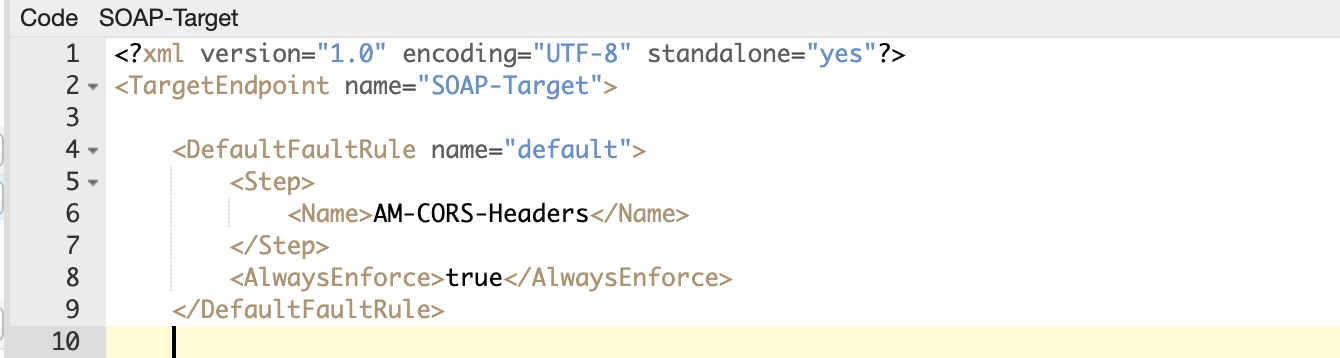 Code SOAP-Target
1 <?xml version="1.0" encoding="UTF-8" standalone="yes"?>
2 <TargetEndpoint name="SOAP-Target">
3
4 <DefaultFaultRule name="default">
5 <Step>
6 <Name>AM-CORS-Headers</Name>
7 </Step>
8 <AlwaysEnforce>true</AlwaysEnforce>
9 </DefaultFaultRule>
10